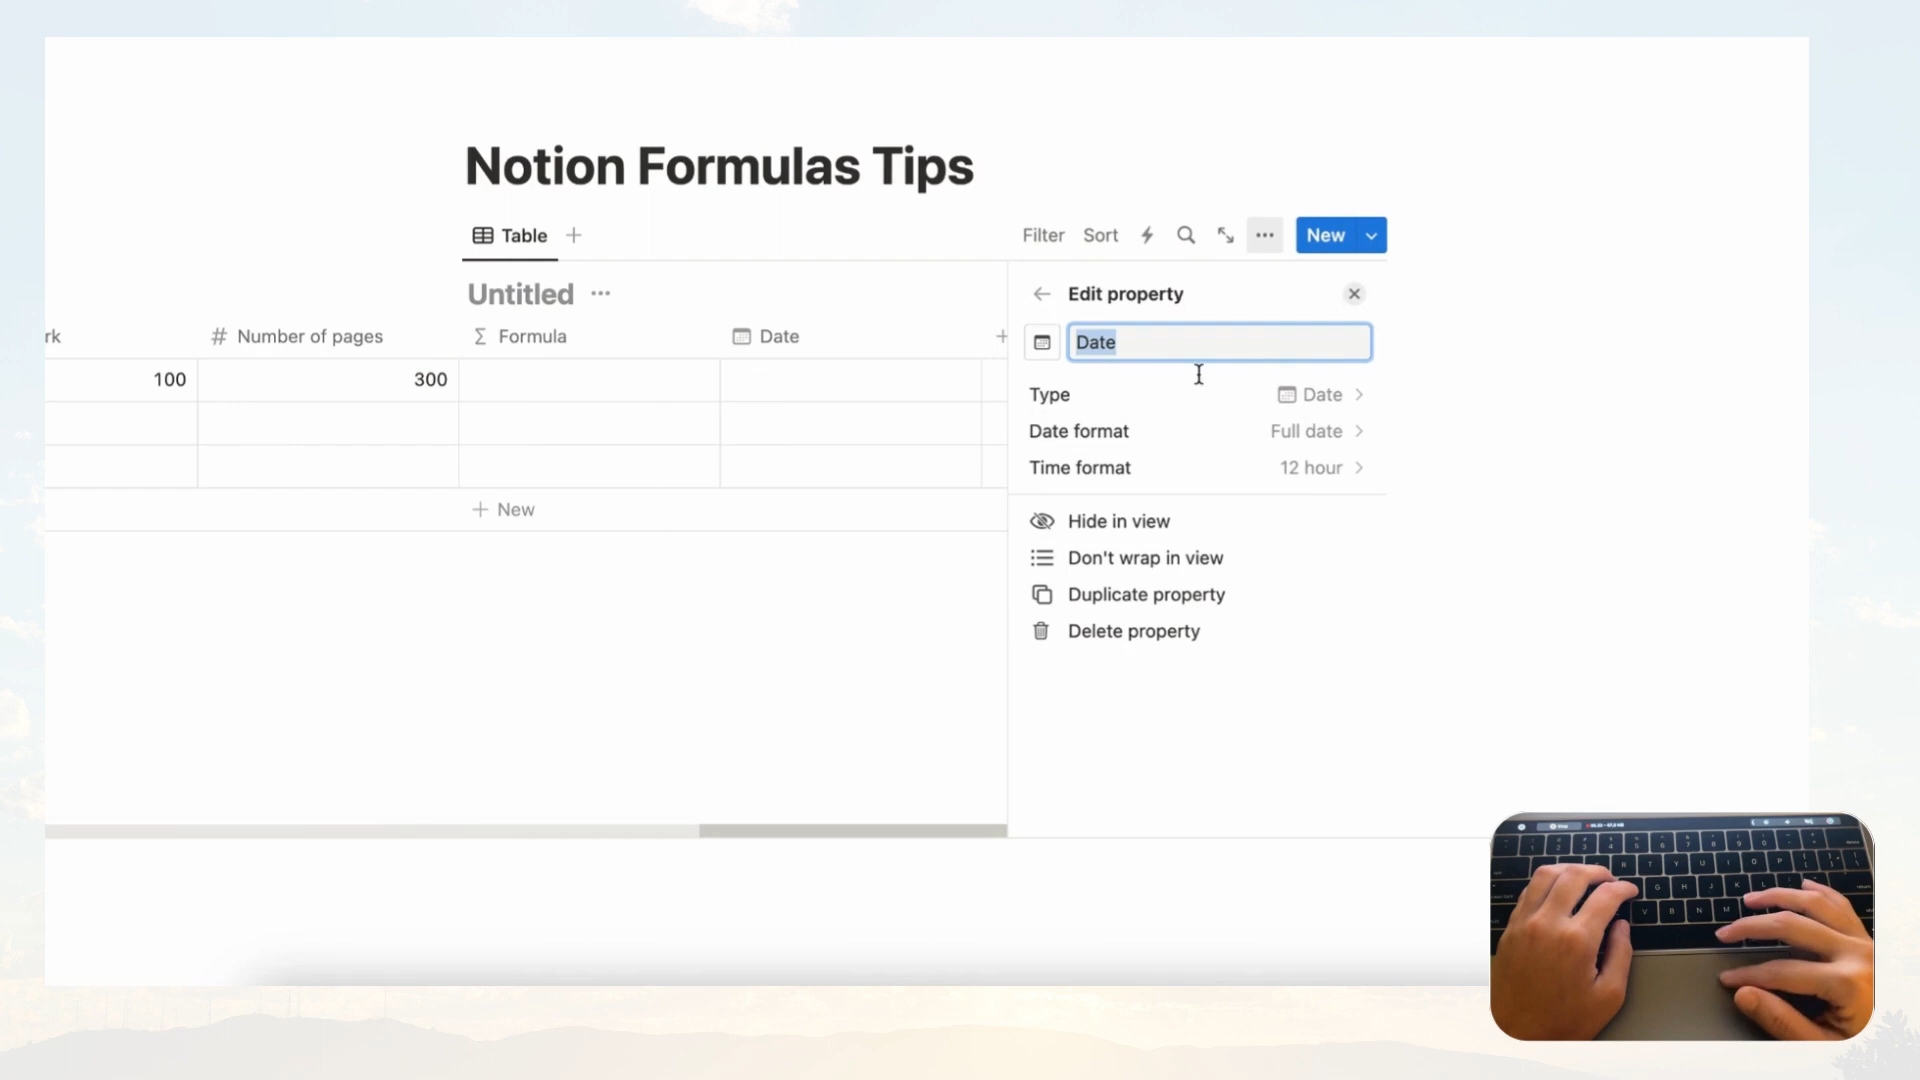 Notion Formulas Tips
Table
Filter Sort New
Untitled
Edit property
rk Number of pages Formula Date
Date
100 300
Type Date
Date format Full date
Time format 12 hour
New
Hide in view
Don't wrap in view
Duplicate property
Delete property